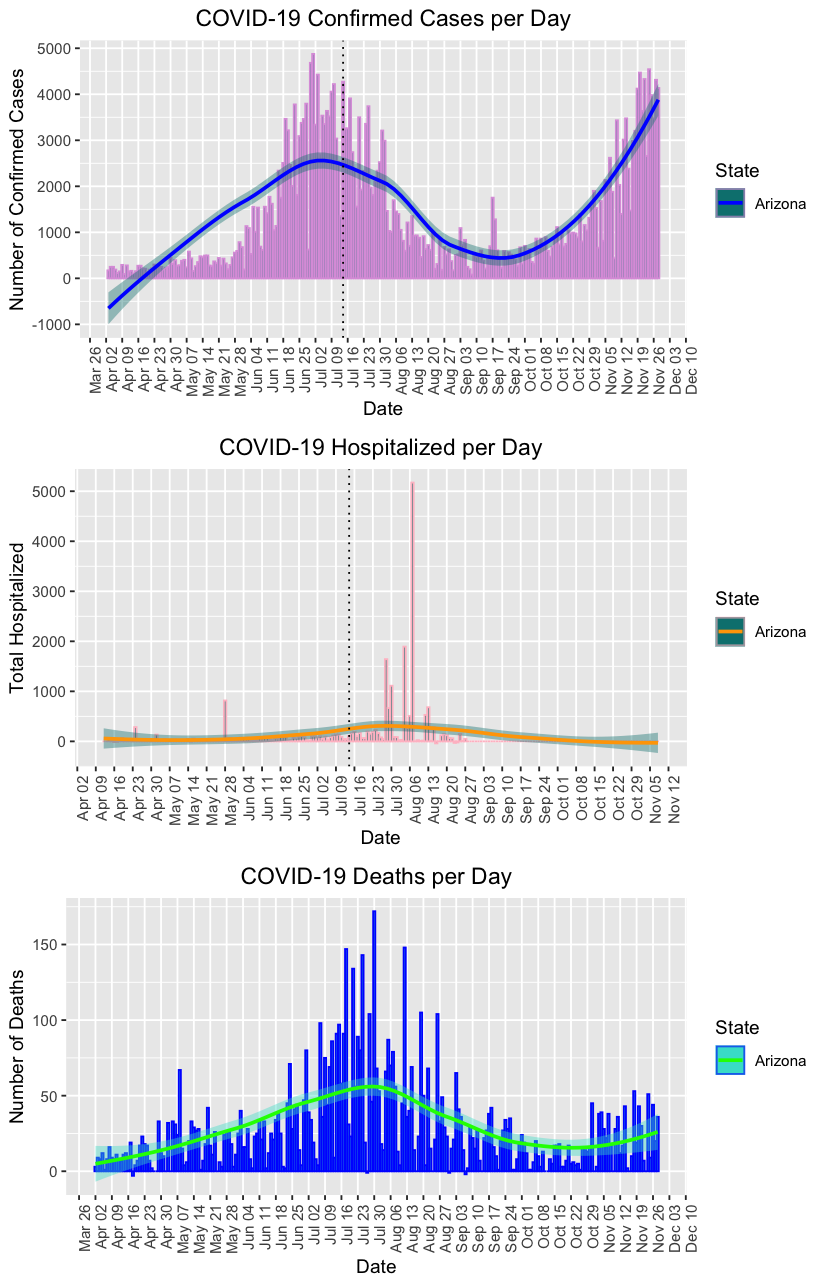 COVID-19 Confirmed Cases per Day
Number of Confirmed Cases
5000
4000
3000
2000
1000
0
-1000
Mar 26
Apr 02
Apr 09
Apr 16
Apr 23
Apr 30
May 07
May 14
May 21
May 28
Jun 04
Jun 11
Jun 18
Jun 25
Jul 02
Jul 09
Jul 16
Jul 23
Jul 30
Aug 06
Aug 13
Aug 20
Aug 27
Sep 03
Sep 10
Sep 17
Sep 24
Oct 01
Oct 08
Oct 15
Oct 22
Oct 29
Nov 05
Nov 12
Nov 19
Nov 26
Dec 03
Dec 10
Date
State
Arizona
COVID-19 Hospitalized per Day
Total Hospitalized
5000
4000
3000
2000
1000
0
Apr 02
Apr 09
Apr 16
Apr 23
Apr 30
May 07
May 14
May 21
May 28
Jun 04
Jun 11
Jun 18
Jun 25
Jul 02
Jul 09
Jul 16
Jul 23
Jul 30
Aug 06
Aug 13
Aug 20
Aug 27
Sep 03
Sep 10
Sep 17
Sep 24
Oct 01
Oct 08
Oct 15
Oct 22
Oct 29
Nov 05
Nov 12
Date
State
Arizona
COVID-19 Deaths per Day
Number of Deaths
150
100
50
0
Mar 26
Apr 02
Apr 09
Apr 16
Apr 23
Apr 30
May 07
May 14
May 21
May 28
Jun 04
Jun 11
Jun 18
Jun 25
Jul 02
Jul 09
Jul 16
Jul 23
Jul 30
Aug 06
Aug 13
Aug 20
Aug 27
Sep 03
Sep 10
Sep 17
Sep 24
Oct 01
Oct 08
Oct 15
Oct 22
Oct 29
Nov 05
Nov 12
Nov 19
Nov 26
Dec 03
Dec 10
Date
State
Arizona